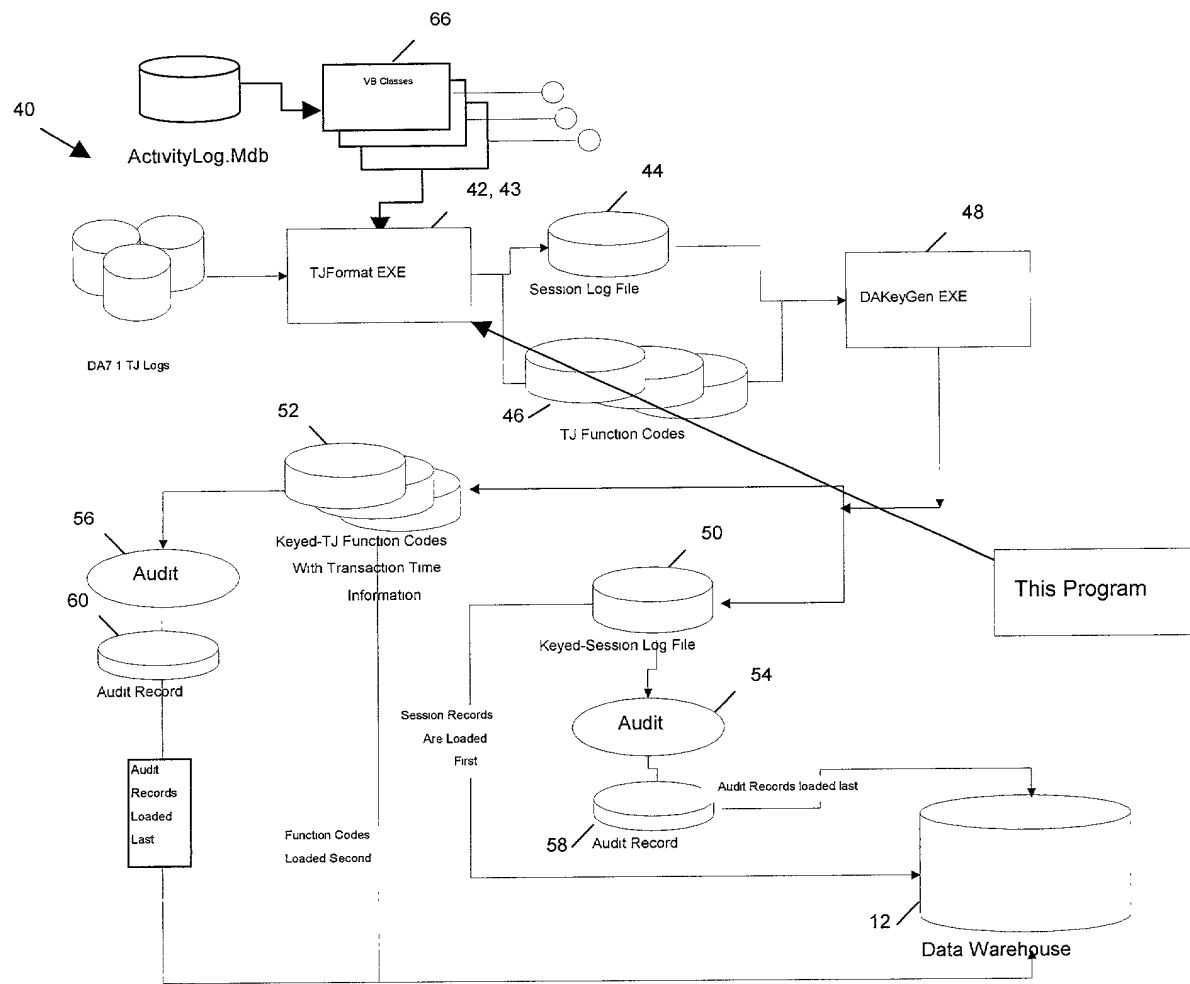 66
VB Classes
40
ActivityLog.Mdb
42, 43
44
48
TJFormat EXE
Session Log File
DAKeyGen EXE
DA7 1 TJ Logs
46
TJ Function Codes
52
56
Audit
Keyed-TJ Function Codes
With Transaction Time
Information
50
This Program
60
Keyed-Session Log File
Audit Record
54
Session Records
Are Loaded
First
Audit
Audit
Records
Loaded
Last
Audit Records loaded last
Function Codes
Loaded Second
58
Audit Record
12
Data Warehouse